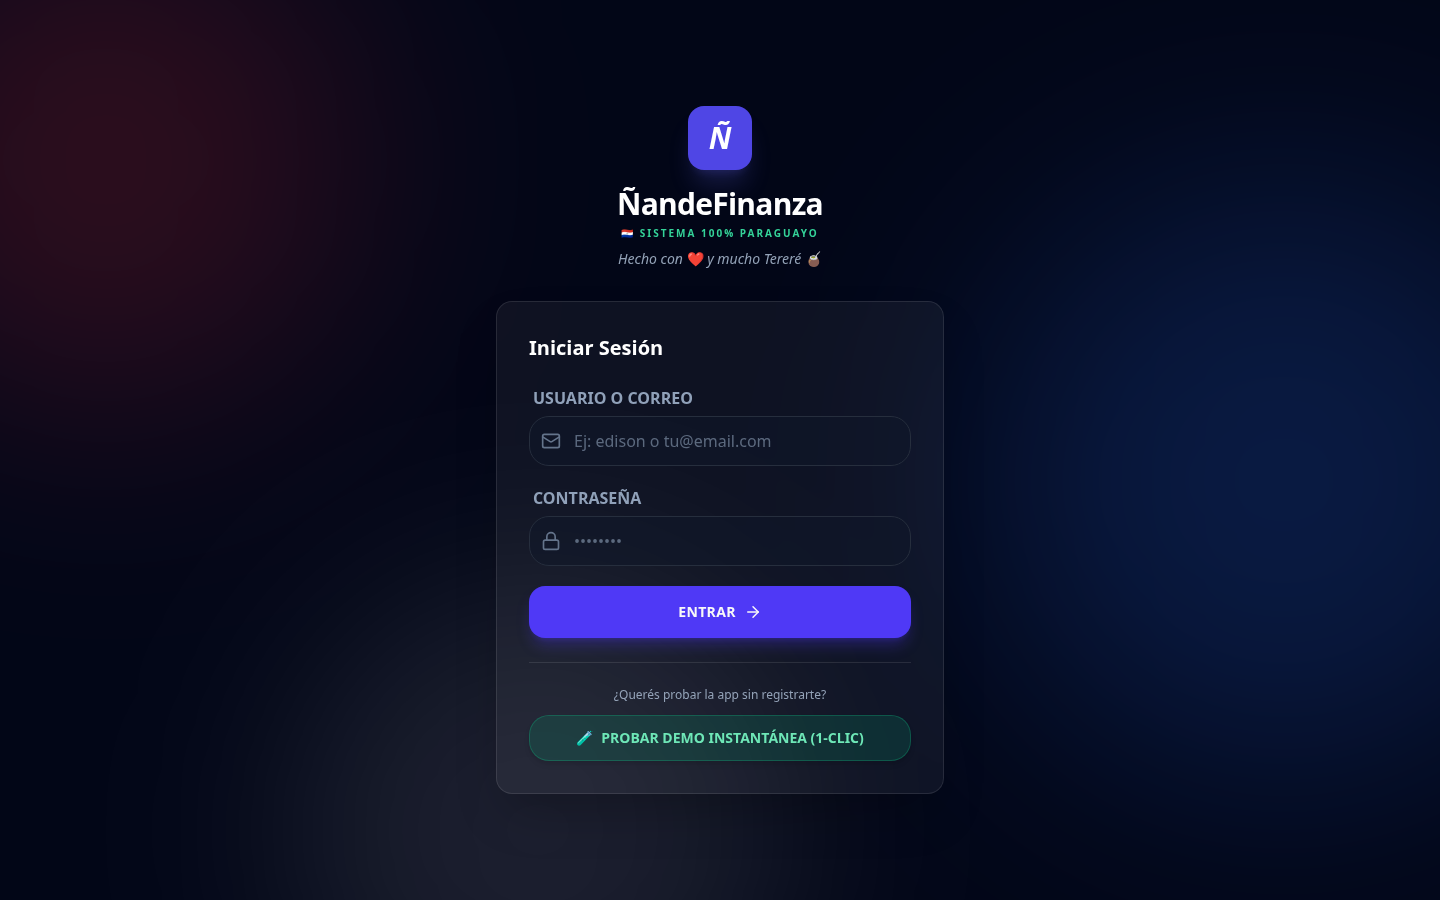 Ñ
ÑandeFinanza
🇵🇾 SISTEMA 100% PARAGUAYO
Hecho con ❤️ y mucho Tereré 🧉
Iniciar Sesión
USUARIO O CORREO
Ej: edison o tu@email.com
CONTRASEÑA
••••••••
ENTRAR →
¿Querés probar la app sin registrarte?
🧪 PROBAR DEMO INSTANTÁNEA (1-CLIC)